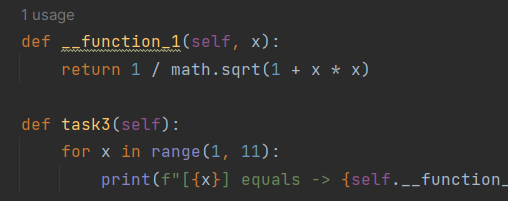 1 usage
def __function_1(self, x):
return 1 / math.sqrt(1 + x * x)
def task3(self):
for x in range(1, 11):
print(f"[{x}] equals -> {self.__function_